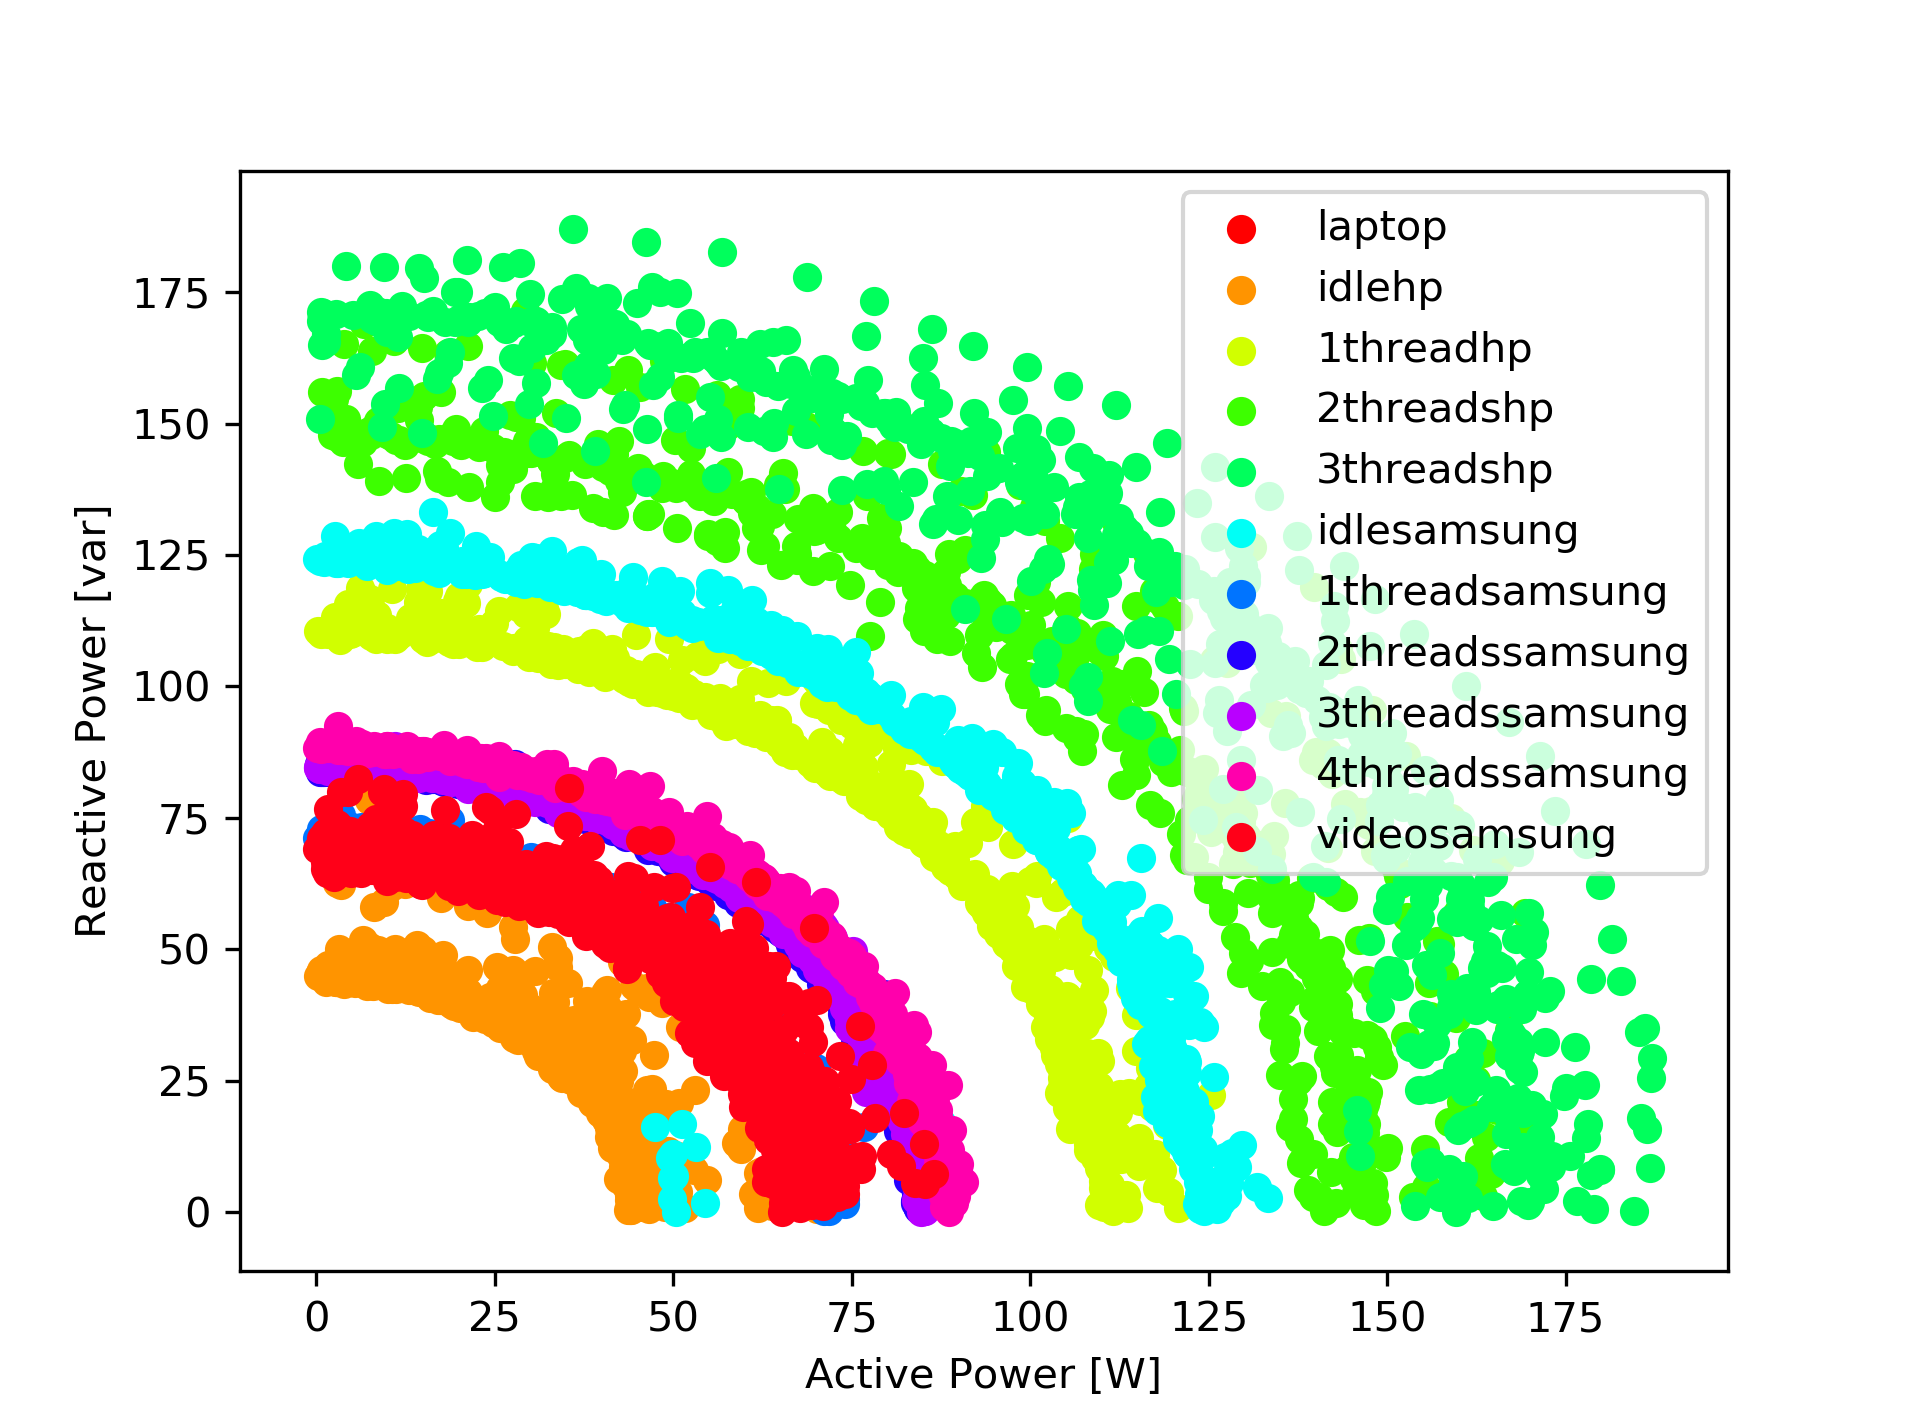 laptop
idlehp
1threadhp
2threadshp
3threadshp
idlesamsung
1threadsamsung
2threadssamsung
3threadssamsung
4threadssamsung
videosamsung
175
150
125
100
75
50
25
0
Reactive Power [var]
0 25 50 75 100 125 150 175
Active Power [W]